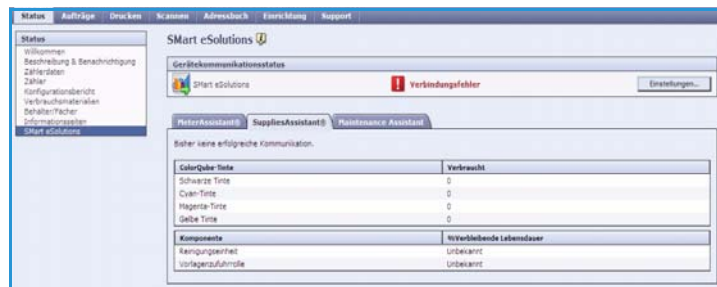 Status Aufträge Drucken Scannen Adressbuch Einrichtung Support
Status
Willkommen
Beschreibung & Benachrichtigung
Zählerdaten
Zähler
Konfigurationsbericht
Verbrauchsmaterialien
Behälter/Fächer
Informationsseiten
SMart eSolutions
SMart eSolutions
Gerätekommunikationsstatus
SMart eSolutions Verbindungsfehler Einstellungen...
MeterAssistant® SuppliesAssistant® Maintenance Assistant
Bisher keine erfolgreiche Kommunikation.
ColorQube-Tinte Verbraucht
Schwarze Tinte 0
Cyan-Tinte 0
Magenta-Tinte 0
Gelbe Tinte 0
Komponente %Verbleibende Lebensdauer
Reinigungseinheit Unbekannt
Vorlagenzufuhrrolle Unbekannt